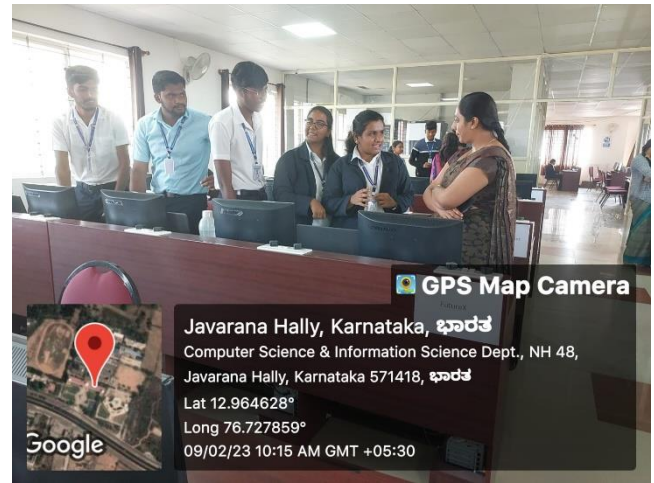 GPS Map Camera
Javarana Hally, Karnataka, ಭಾರತ
Computer Science & Information Science Dept., NH 48,
Javarana Hally, Karnataka 571418, ಭಾರತ
Lat 12.964628°
Long 76.727859°
09/02/23 10:15 AM GMT +05:30
Google